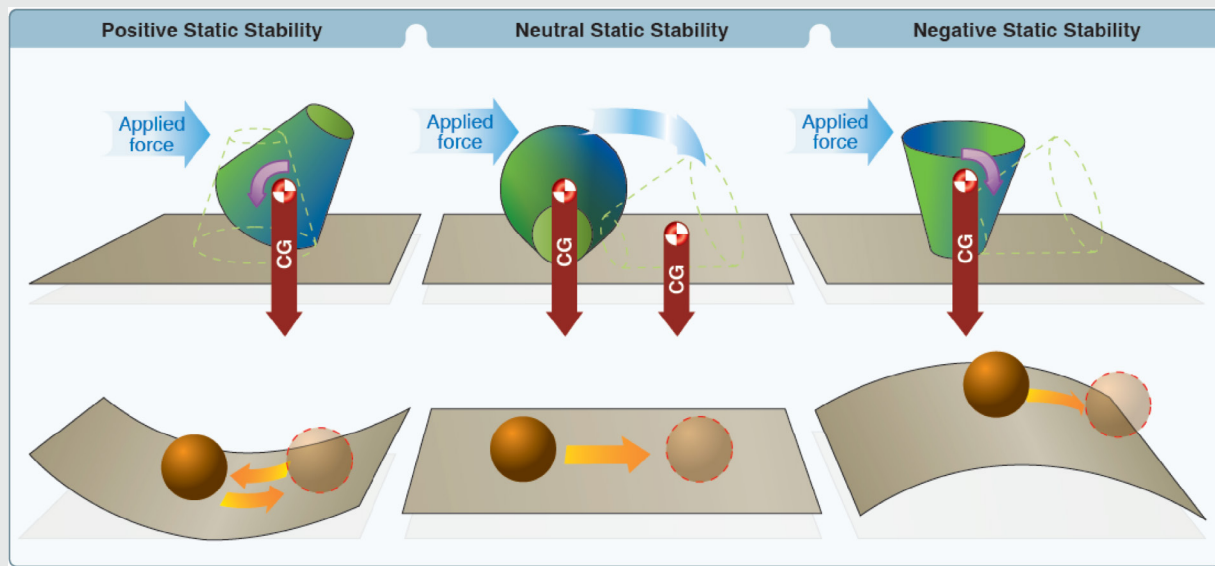 Positive Static Stability
Neutral Static Stability
Negative Static Stability
Applied
force
Applied
force
Applied
force
CG
CG
CG
CG